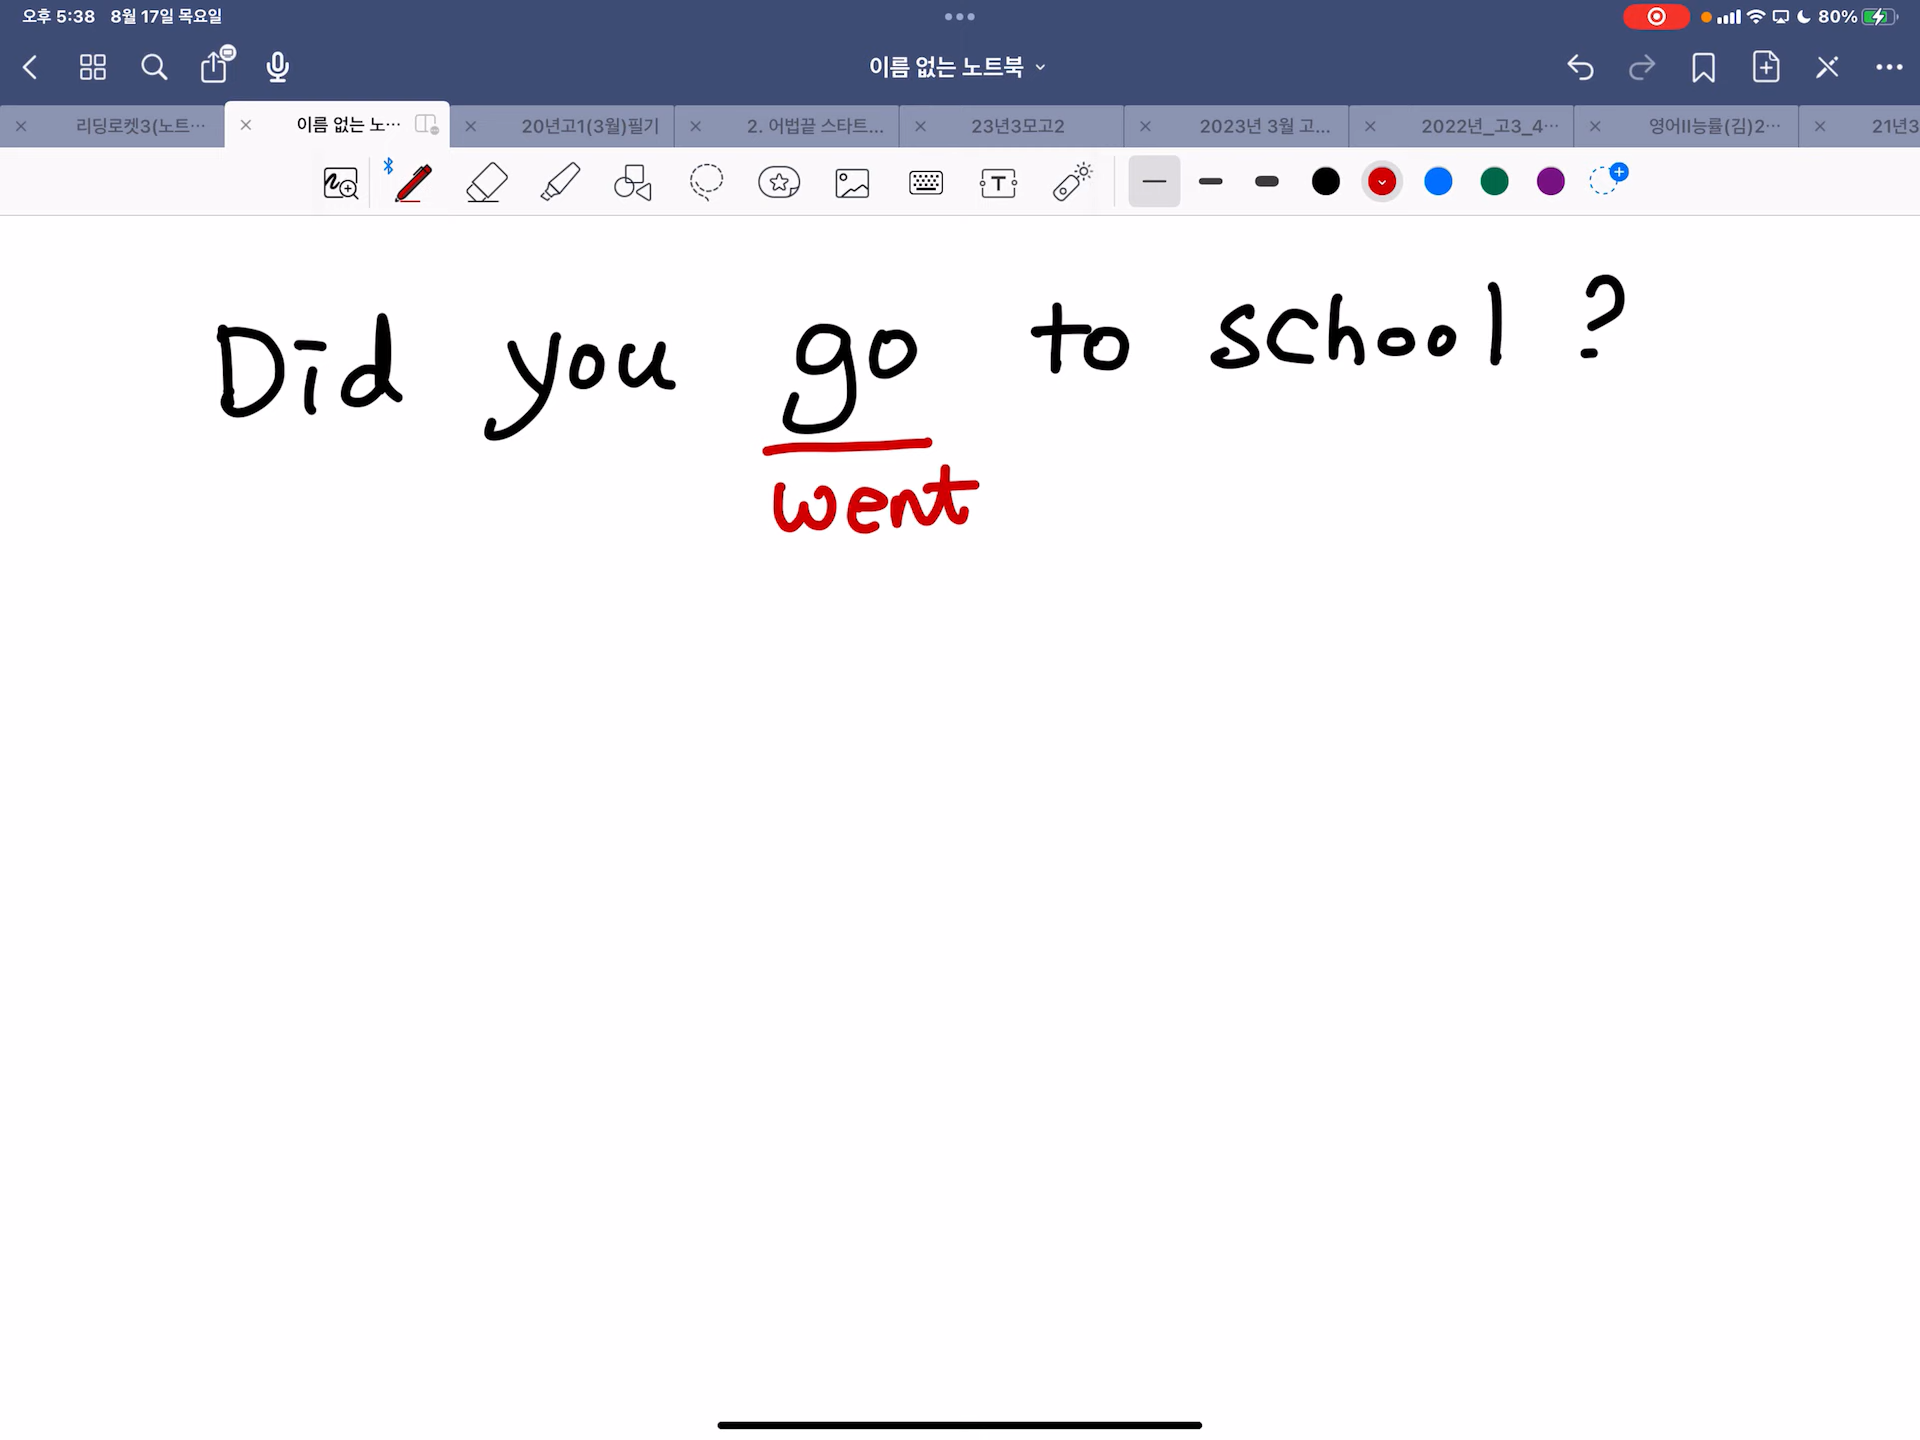 오후 5:38 8월 17일 목요일 80%
이름 없는 노트북
리딩로켓3(노트··· 이름 없는 노··· 20년고1(3월)필기 2. 어법끝 스타트... 23년3모고2 2023년 3월 고... 2022년_고3_4··· 영어II능률(김)2··· 21년3
Did you go to school ?
went